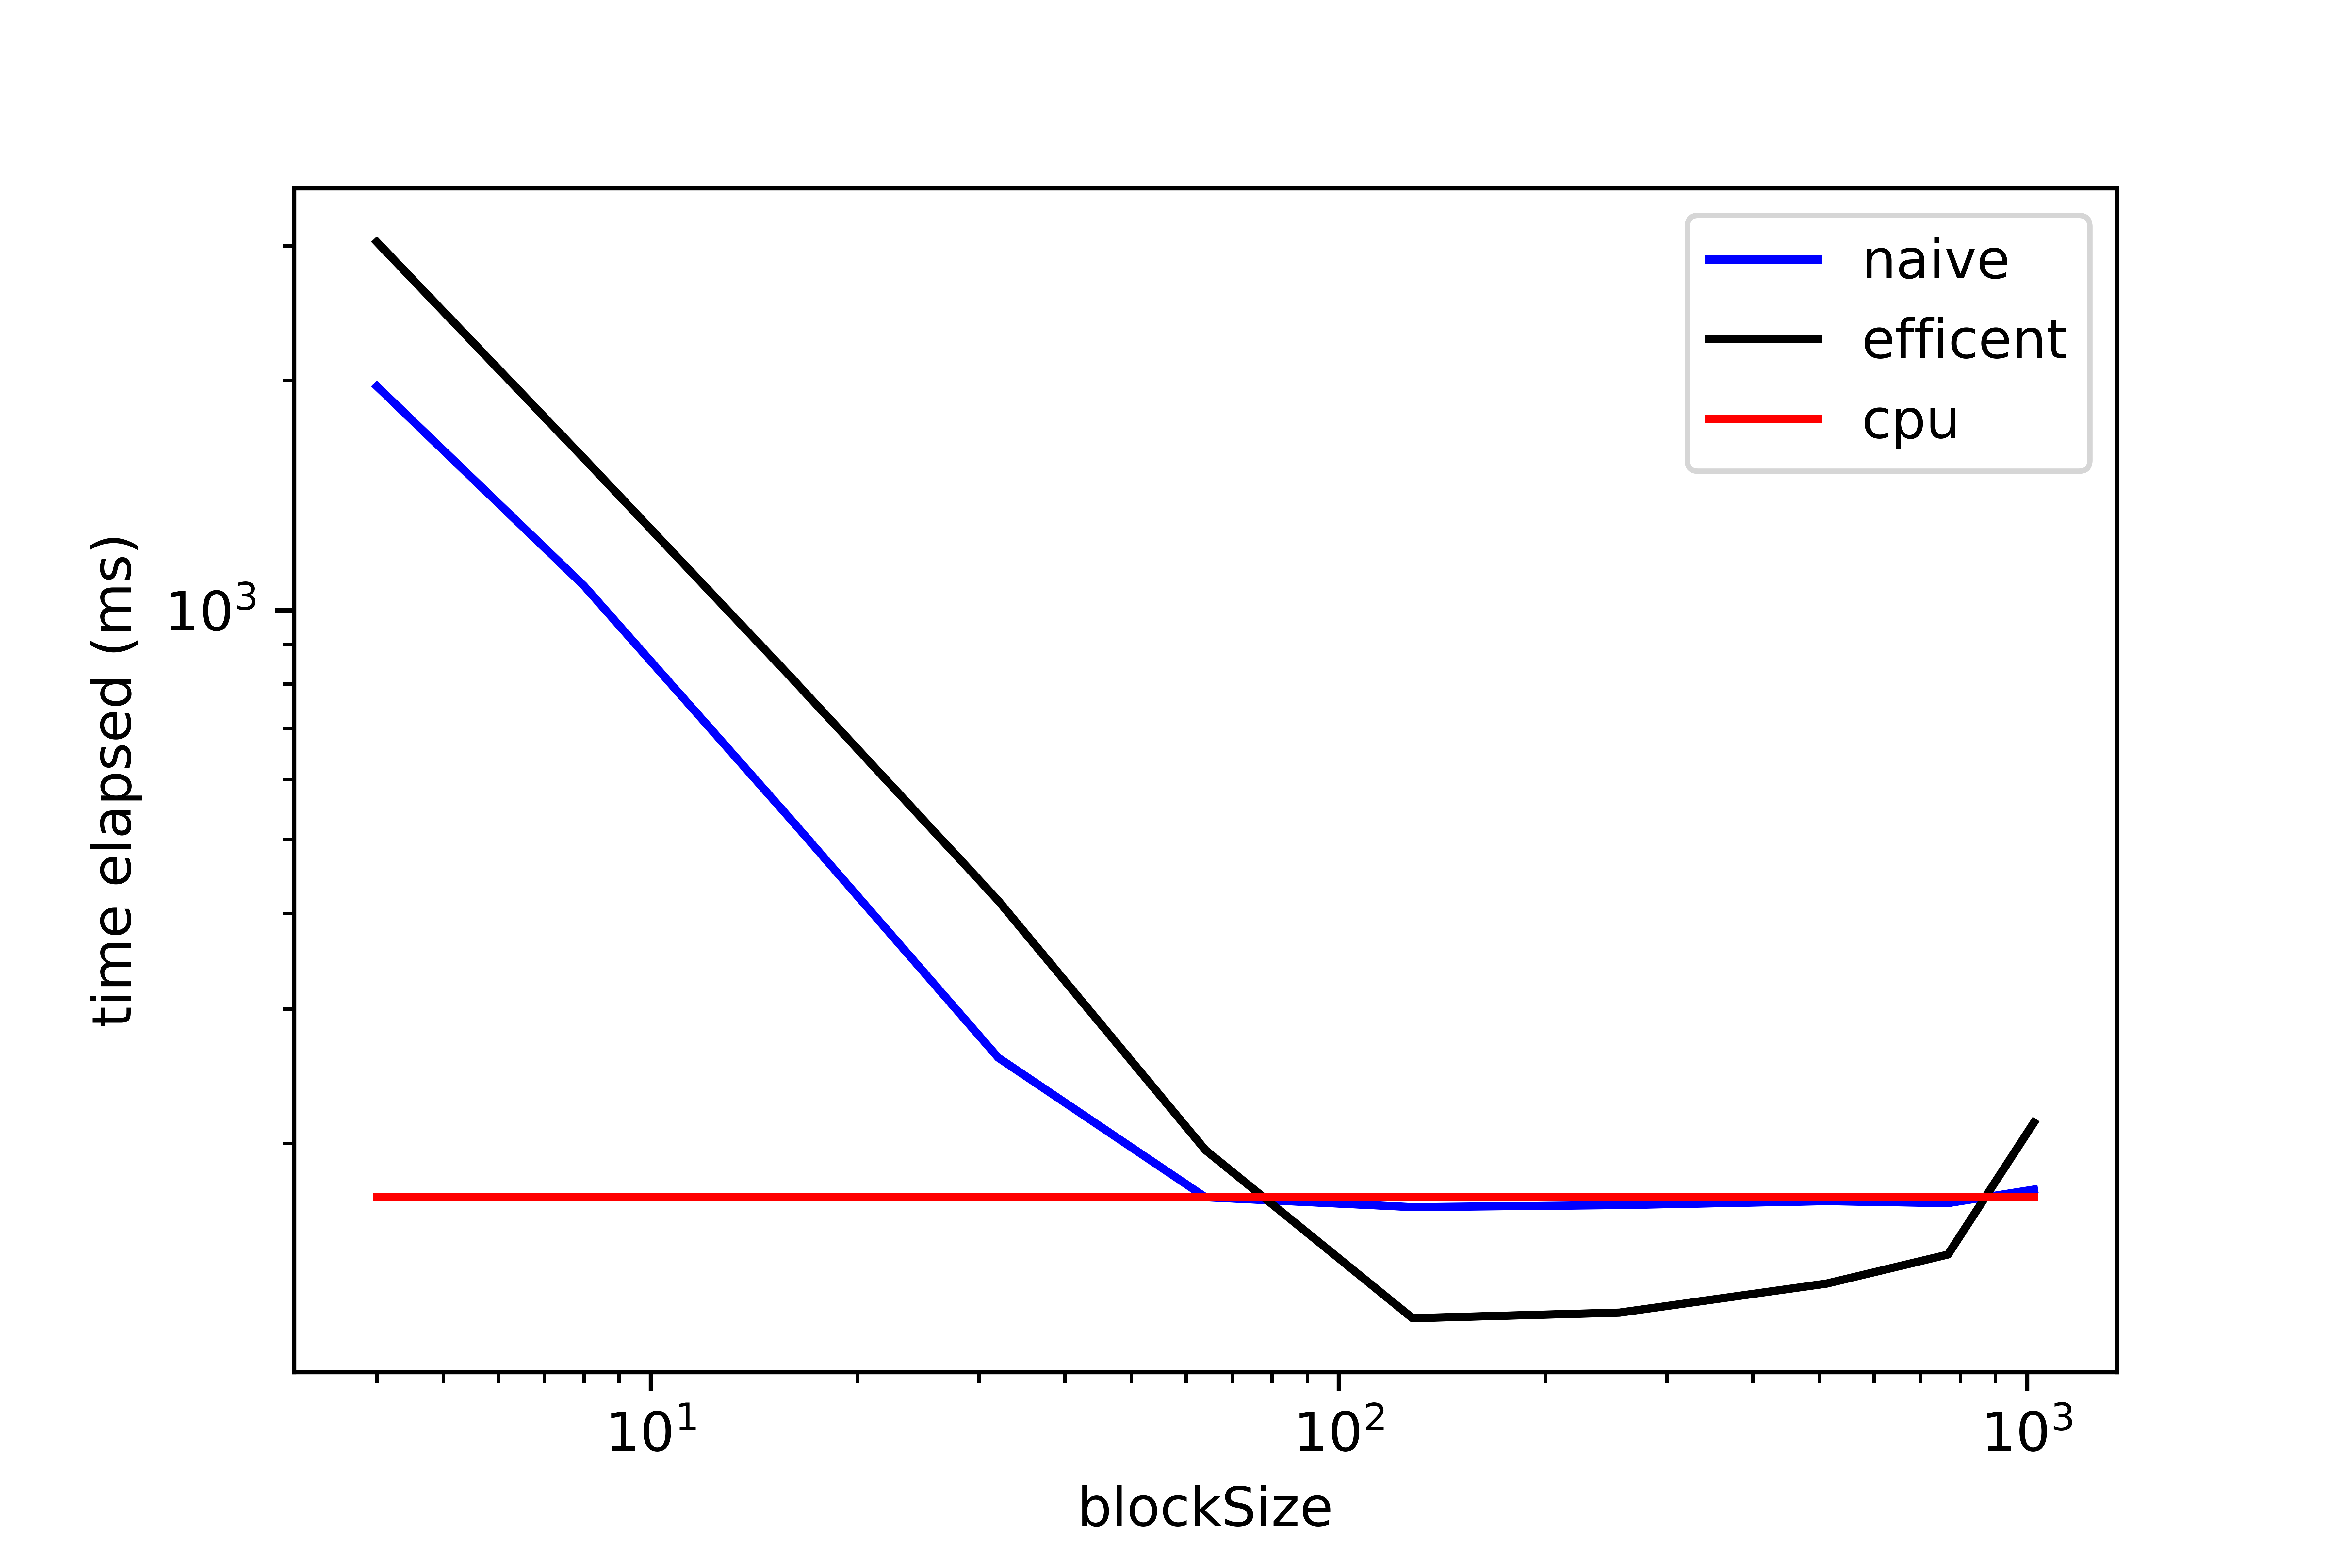 naive
efficent
cpu
time elapsed (ms)
10³
10¹
10²
10³
blockSize